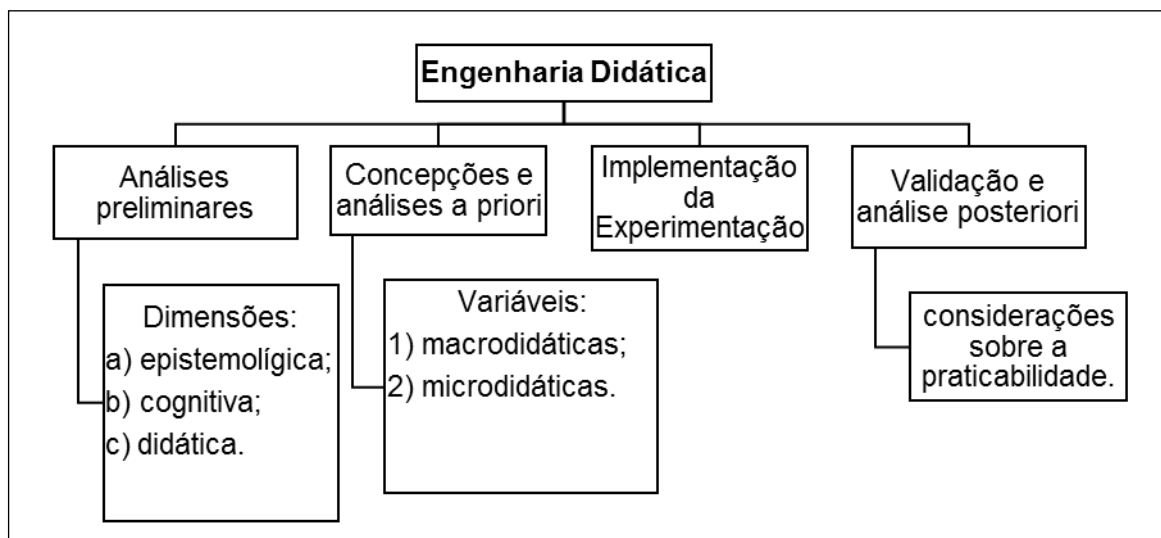 Engenharia Didática
Análises
preliminares
Concepções e
análises a priori
Implementação
da
Experimentação
Validação e
análise posteriori
Dimensões:
a) epistemolígica;
b) cognitiva;
c) didática.
Variáveis:
1) macrodidáticas;
2) microdidáticas.
considerações
sobre a
praticabilidade.